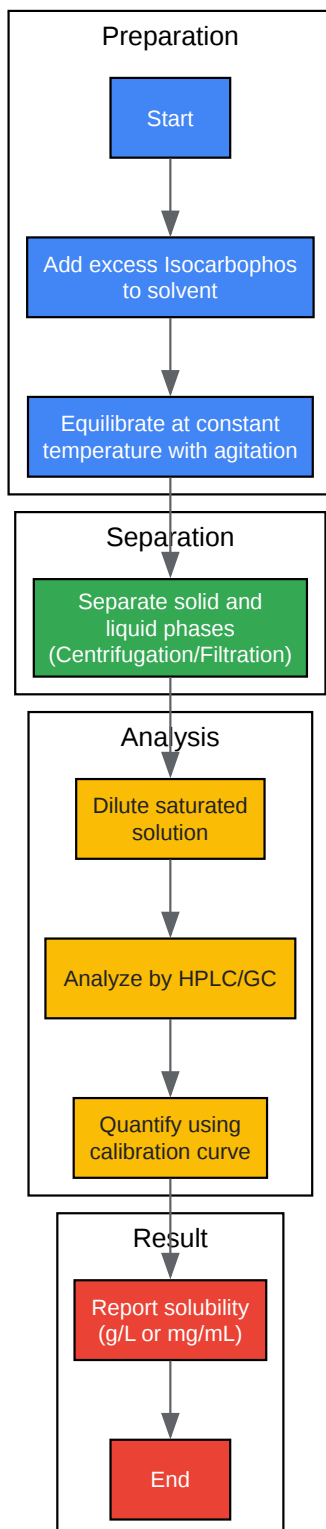 Preparation
Start
Add excess Isocarbophos
to solvent
Equilibrate at constant
temperature with agitation
Separation
Separate solid and
liquid phases
(Centrifugation/Filtration)
Analysis
Dilute saturated
solution
Analyze by HPLC/GC
Quantify using
calibration curve
Result
Report solubility
(g/L or mg/mL)
End